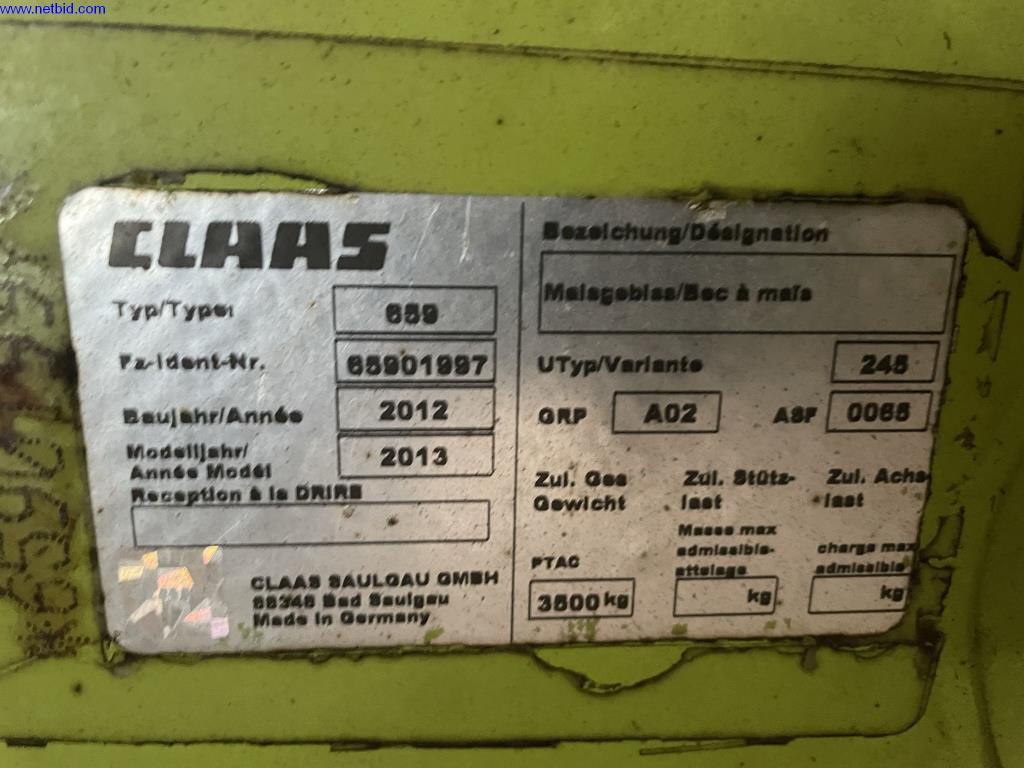 www.netbid.com
CLAAS
Typ/Type: 659
Fz-Ident-Nr. 65901997
Baujahr/Année 2012
Modelljahr/
Année Modél 2013
Reception à la DRIRE
CLAAS SAULGAU GMBH
88348 Bad Saulgau
Made in Germany
Bezeichung/Désignation
Maisgebiss/Bec à maïs
UTyp/Variante 245
GRP A02 ASF 0065
Zul. Ges Gewicht
Zul. Stütz-last
Zul. Achs last
PTAC
3500 kg
Masse max
admissible-
attelage
kg
charge max
admissible
kg